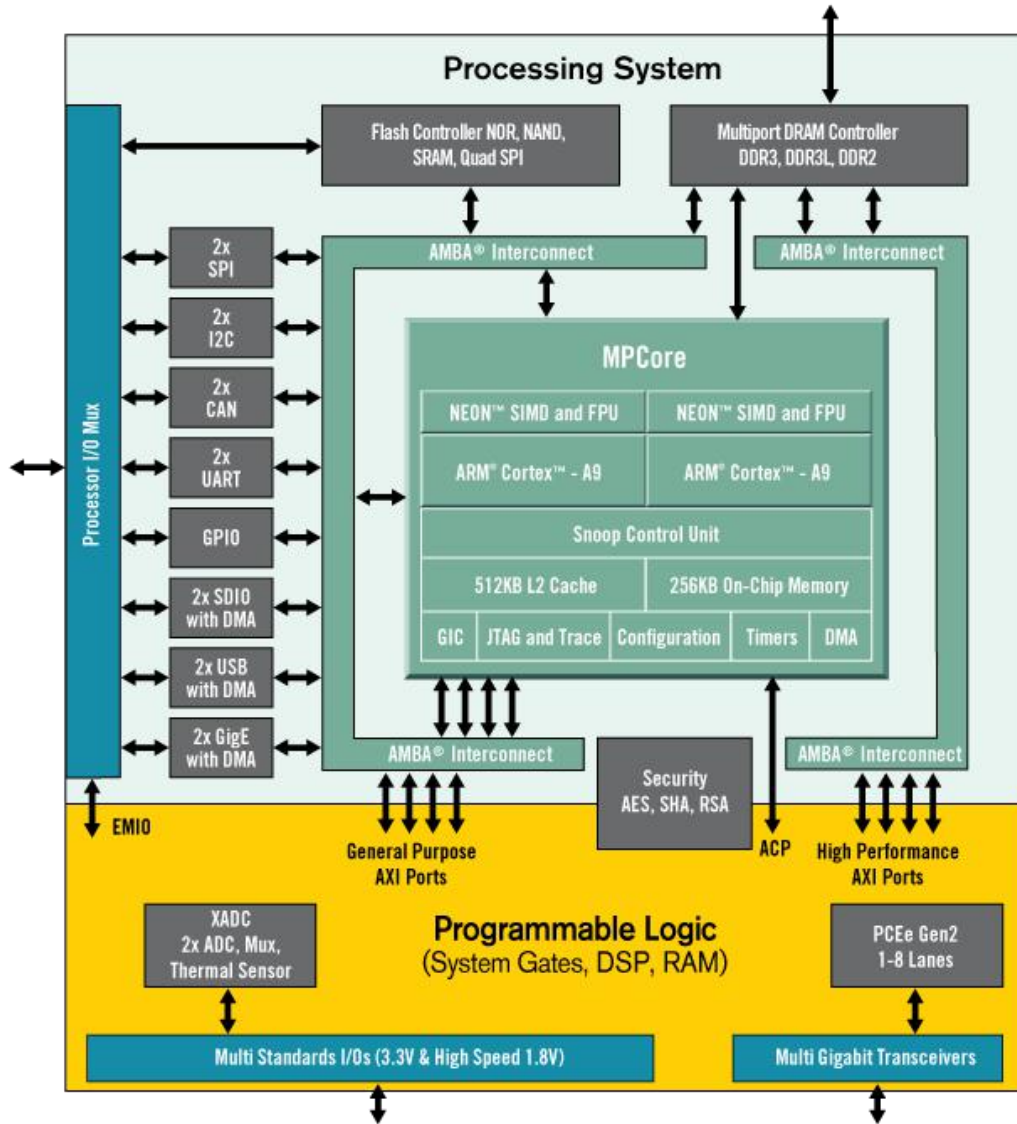 Processing System
Flash Controller NOR, NAND,
SRAM, Quad SPI
Multiport DRAM Controller
DDR3, DDR3L, DDR2
AMBA® Interconnect
AMBA® Interconnect
Processor I/O Mux
2x
SPI
2x
I2C
2x
CAN
2x
UART
GPIO
2x SDIO
with DMA
2x USB
with DMA
2x GigE
with DMA
MPCore
NEON™ SIMD and FPU
NEON™ SIMD and FPU
ARM® Cortex™ - A9
ARM® Cortex™ - A9
Snoop Control Unit
512KB L2 Cache
256KB On-Chip Memory
GIC
JTAG and Trace
Configuration
Timers
DMA
AMBA® Interconnect
AMBA® Interconnect
Security
AES, SHA, RSA
EMIO
General Purpose
AXI Ports
ACP
High Performance
AXI Ports
XADC
2x ADC, Mux,
Thermal Sensor
Programmable Logic
(System Gates, DSP, RAM)
PCEe Gen2
1-8 Lanes
Multi Standards I/Os (3.3V & High Speed 1.8V)
Multi Gigabit Transceivers